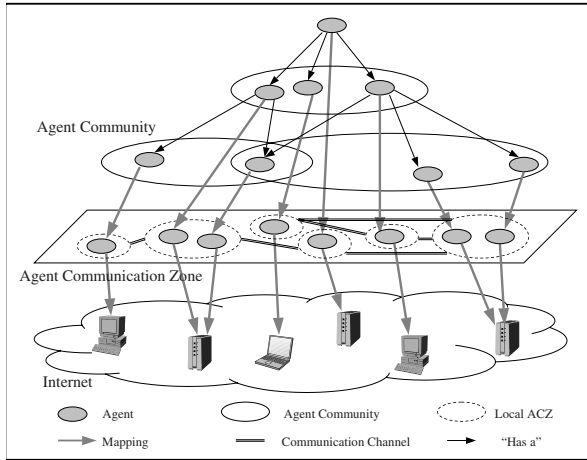 Agent Community
Agent Communication Zone
Internet
Agent
Agent Community
Local ACZ
Mapping
Communication Channel
“Has a”